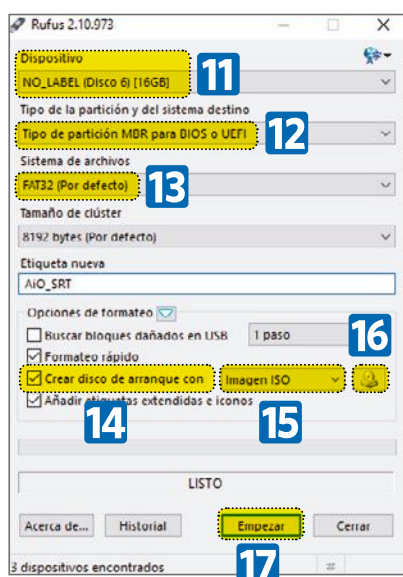 Rufus 2.10.973
Dispositivo
NO_LABEL (Disco 6) [16GB]
11
Tipo de la partición y del sistema destino
Tipo de partición MBR para BIOS o UEFI
12
Sistema de archivos
FAT32 (Por defecto)
13
Tamaño de clúster
8192 bytes (Por defecto)
Etiqueta nueva
AiO_SRT
Opciones de formateo
Buscar bloques dañados en USB 1 paso
16
Formateo rápido
Crear disco de arranque con Imagen ISO
Añadir etiquetas extendidas e iconos
14 15
LISTO
Acerca de... Historial Empezar Cerrar
17
3 dispositivos encontrados #